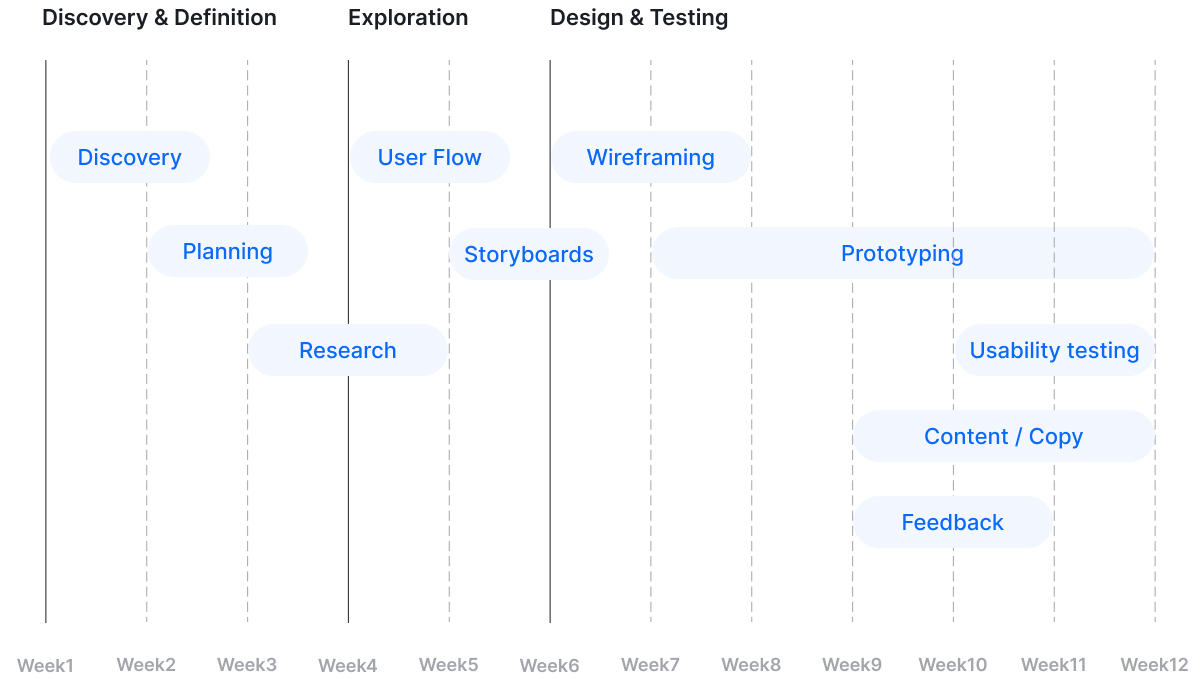 Discovery & Definition
Exploration
Design & Testing
Discovery
User Flow
Wireframing
Planning
Storyboards
Prototyping
Research
Usability testing
Content / Copy
Feedback
Week1
Week2
Week3
Week4
Week5
Week6
Week7
Week8
Week9
Week10
Week11
Week12